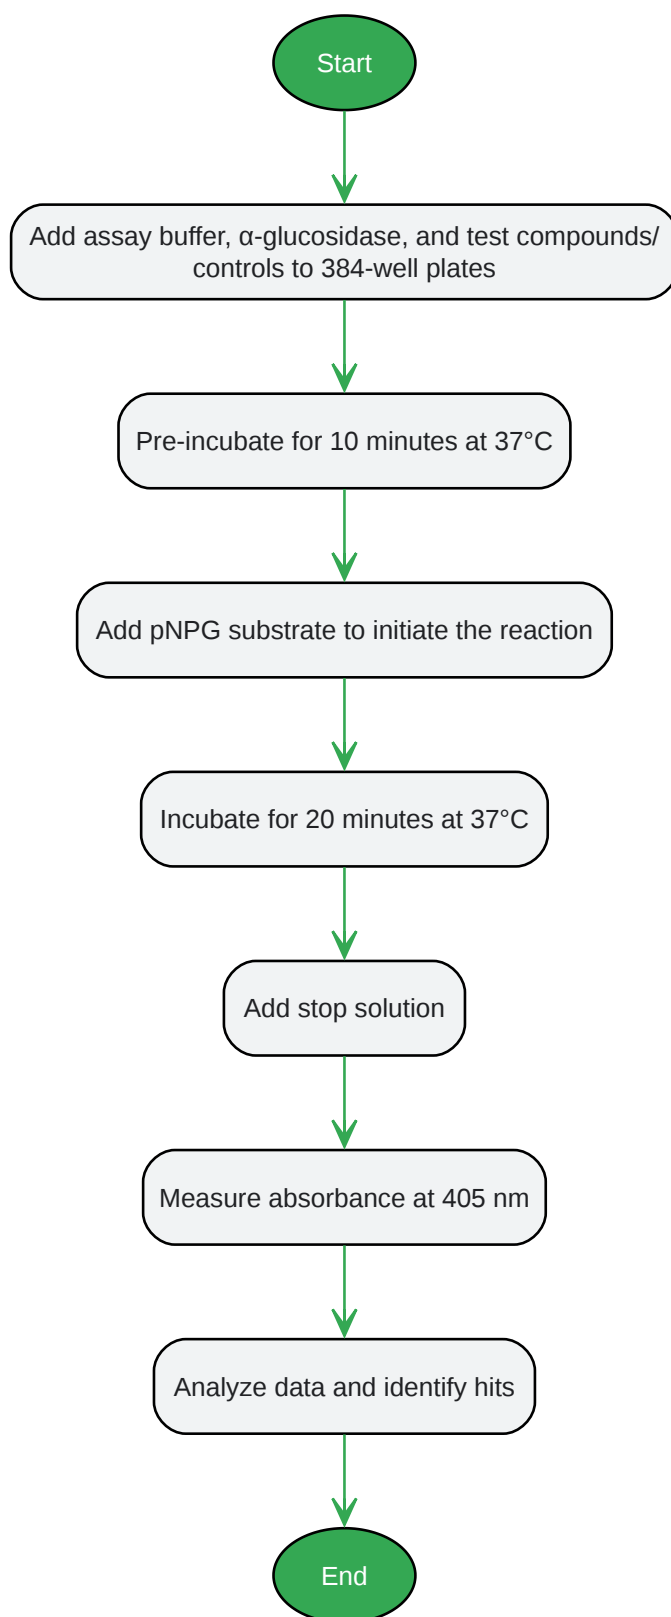 Start
Add assay buffer, α-glucosidase, and test compounds/
controls to 384-well plates
Pre-incubate for 10 minutes at 37°C
Add pNPG substrate to initiate the reaction
Incubate for 20 minutes at 37°C
Add stop solution
Measure absorbance at 405 nm
Analyze data and identify hits
End